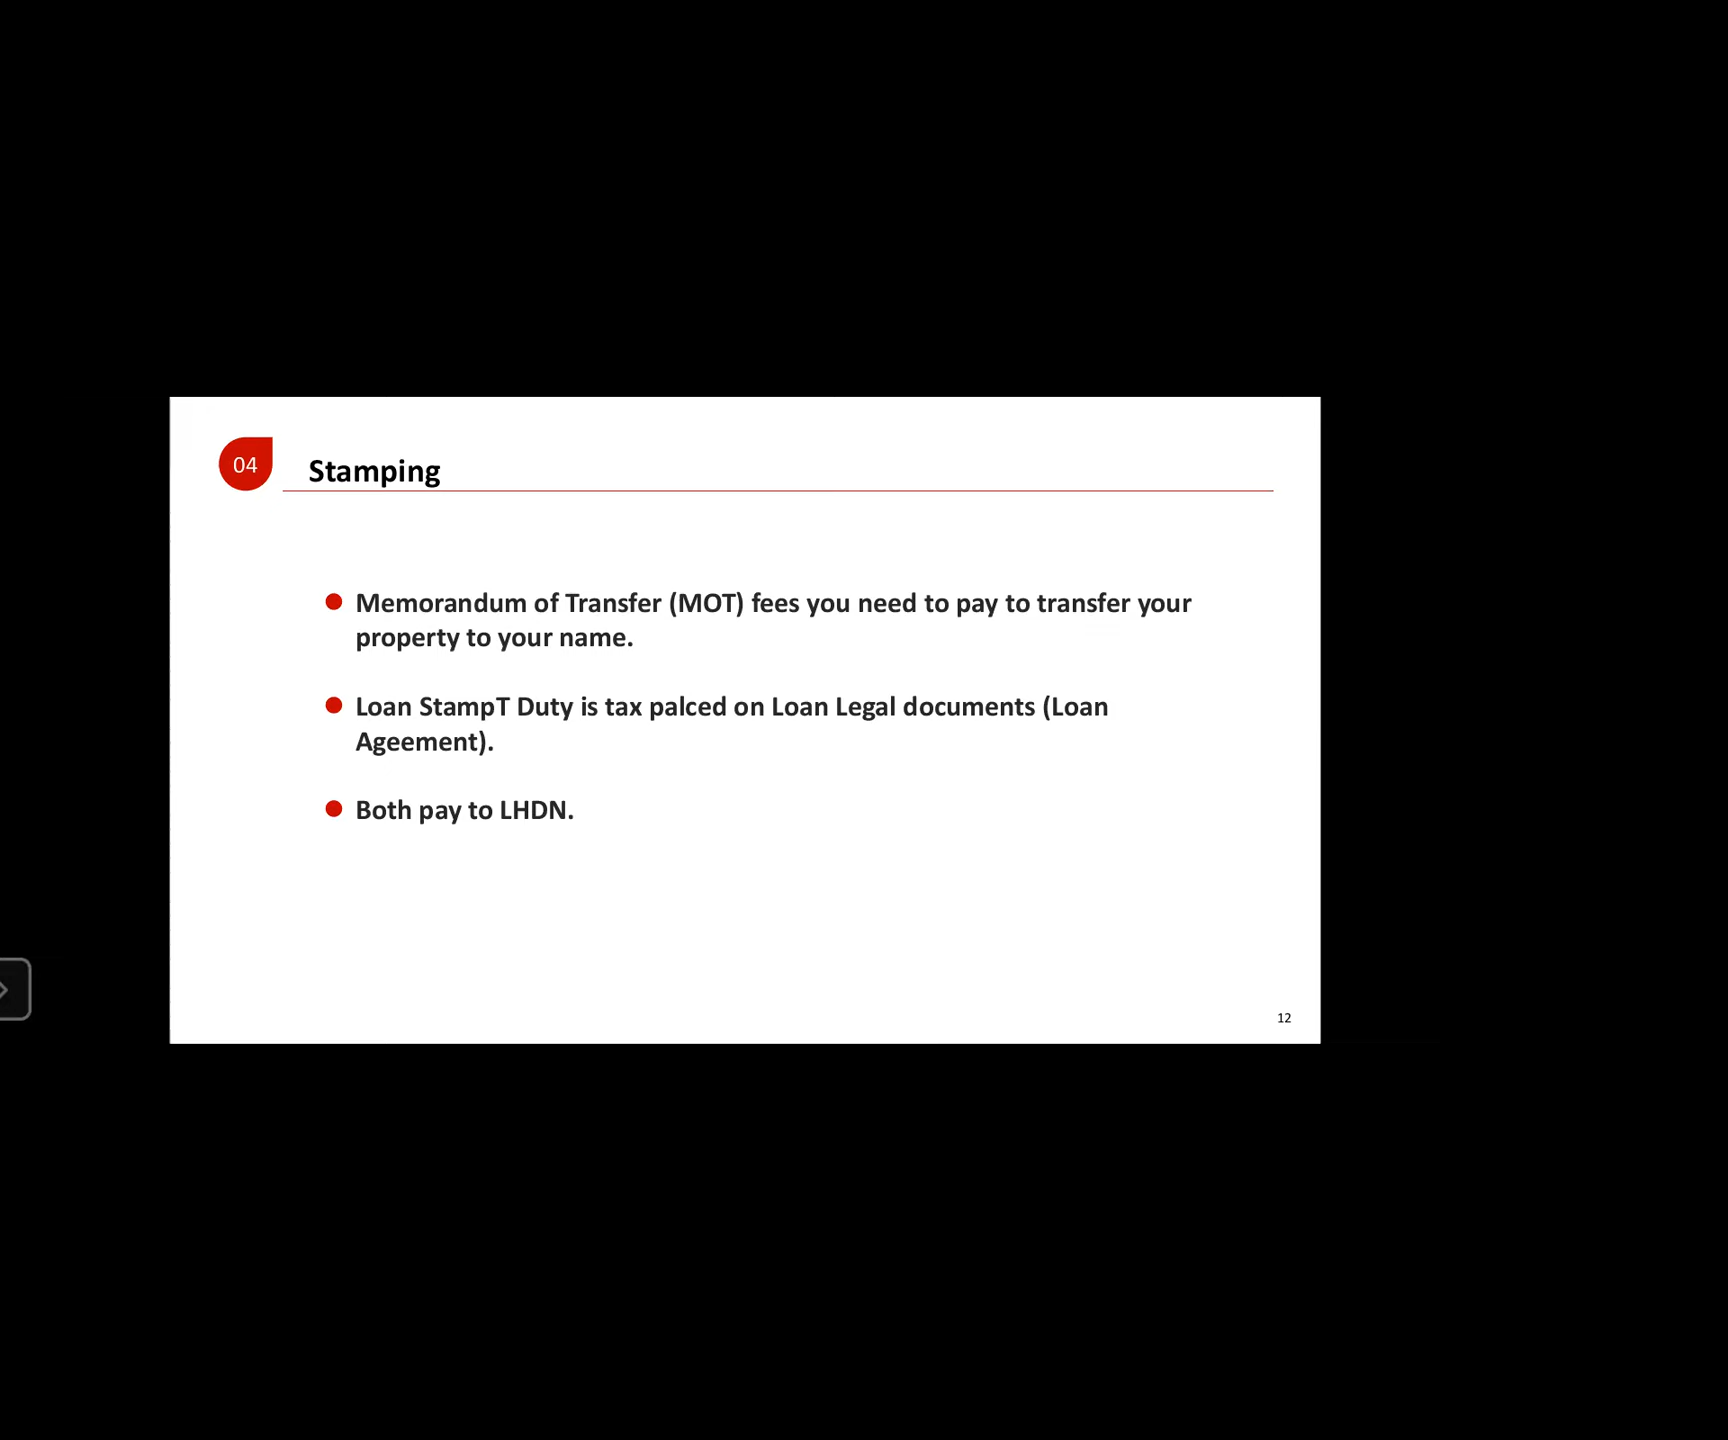 04
Stamping
Memorandum of Transfer (MOT) fees you need to pay to transfer your
property to your name.
Loan StampT Duty is tax palced on Loan Legal documents (Loan
Ageement).
Both pay to LHDN.
12